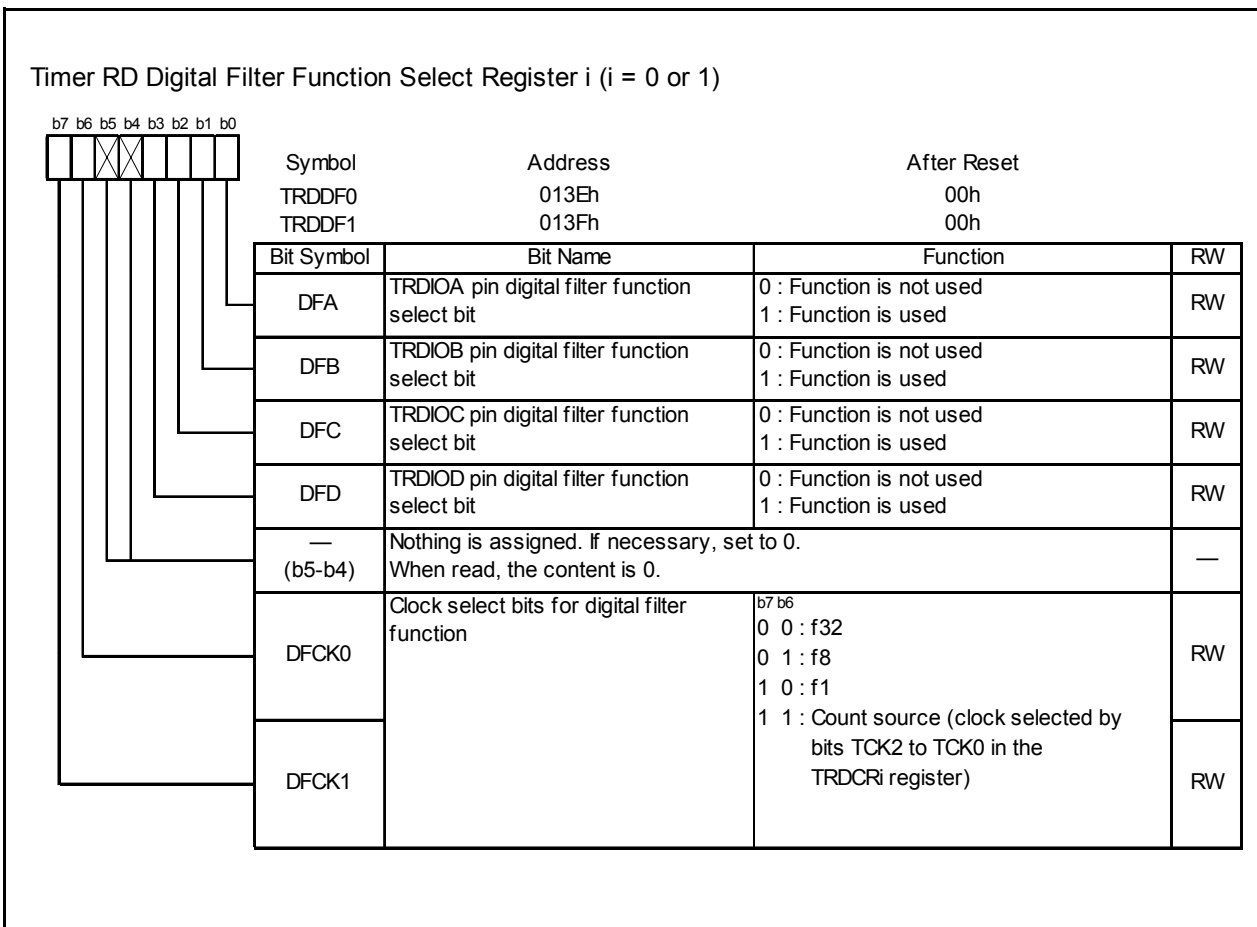 Timer RD Digital Filter Function Select Register i (i = 0 or 1)
b7 b6 b5 b4 b3 b2 b1 b0
Symbol Address After Reset
TRDDF0 013Eh 00h
TRDDF1 013Fh 00h
Bit Symbol Bit Name Function RW
DFA TRDIOA pin digital filter function select bit 0 : Function is not used RW
1 : Function is used
DFB TRDIOB pin digital filter function select bit 0 : Function is not used RW
1 : Function is used
DFC TRDIOC pin digital filter function select bit 0 : Function is not used RW
1 : Function is used
DFD TRDIOD pin digital filter function select bit 0 : Function is not used RW
1 : Function is used
— Nothing is assigned. If necessary, set to 0. —
(b5-b4) When read, the content is 0.
DFCK0 Clock select bits for digital filter function b7 b6 RW
0 0 : f32
0 1 : f8
1 0 : f1
1 1 : Count source (clock selected by
bits TCK2 to TCK0 in the
DFCK1 TRDCRi register) RW